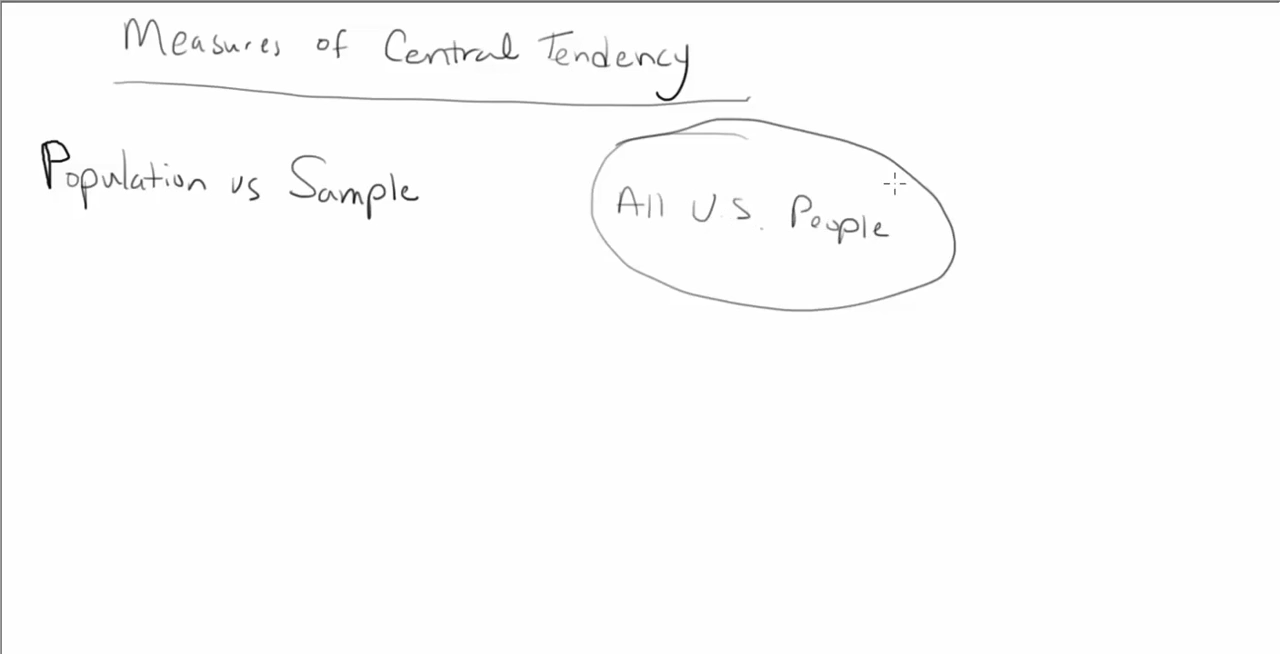 Measures of Central Tendency
Population vs Sample
All U.S. People